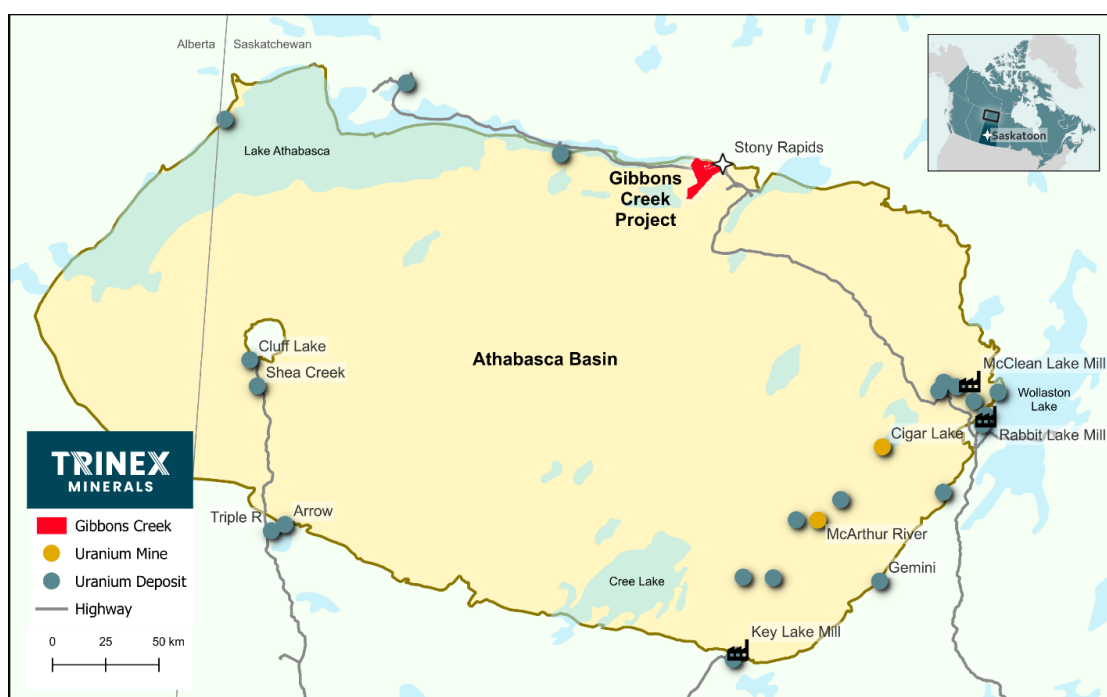 Alberta
Saskatchewan
Saskatoon
Lake Athabasca
Stony Rapids
Gibbons
Creek
Project
Cluff Lake
Shea Creek
Athabasca Basin
McClean Lake Mill
Wollaston
Lake
Cigar Lake
Rabbit Lake Mill
Triple R
Arrow
McArthur River
Cree Lake
Gemini
Key Lake Mill
TRINEX
MINERALS
Gibbons Creek
Uranium Mine
Uranium Deposit
Highway
0 25 50 km